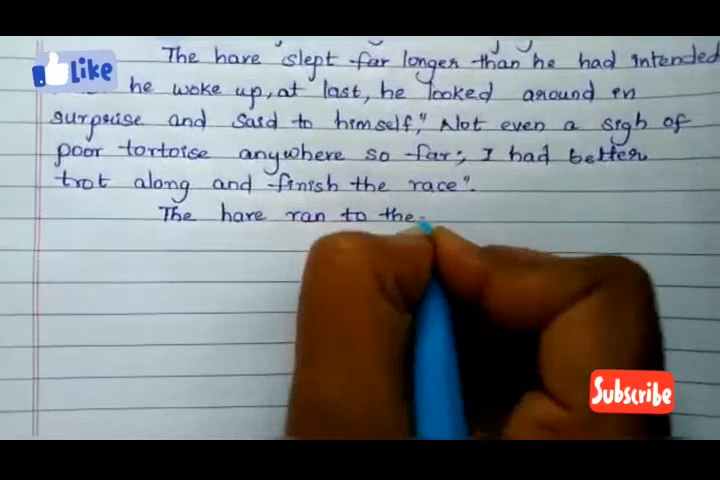 Like
The hare slept far longer than he had intended
he woke up, at last, he looked around in
surpruse and said to himself," Not even a sigh of
poor tortoise anywhere so far; I had better
trot along and finish the race".
The hare ran to the
Subscribe